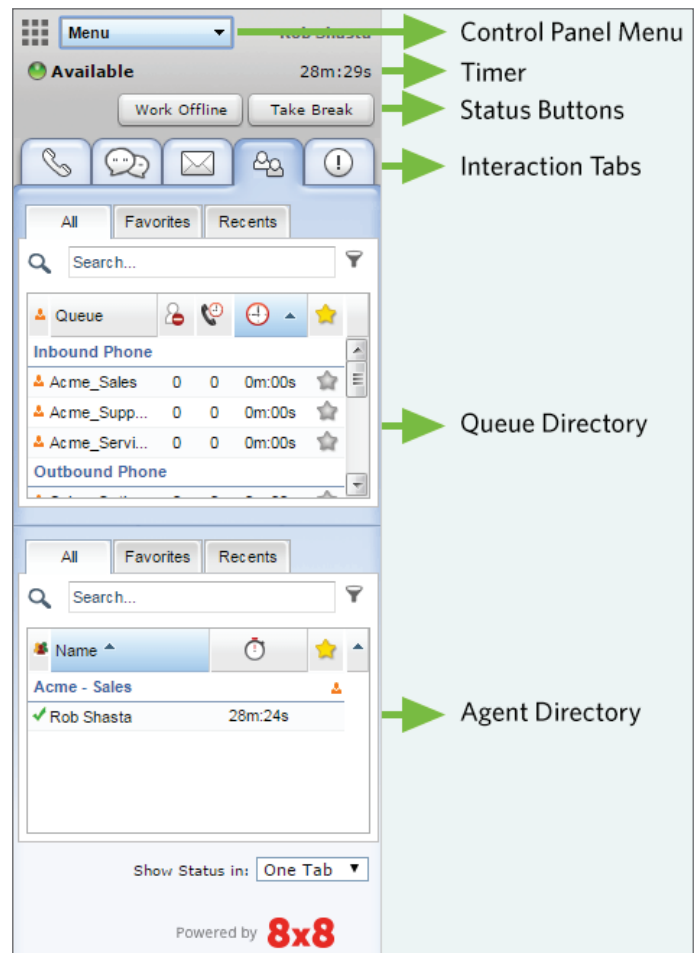 Menu
Rob Shasta
Control Panel Menu
Available 28m:29s
Timer
Work Offline Take Break
Status Buttons
Interaction Tabs
All Favorites Recents
Search...
Queue
Inbound Phone
Acme_Sales 0 0 0m:00s
Acme_Supp... 0 0 0m:00s
Acme_Servi... 0 0 0m:00s
Outbound Phone
Queue Directory
All Favorites Recents
Search...
Name
Acme - Sales
Rob Shasta 28m:24s
Agent Directory
Show Status in: One Tab
Powered by 8x8